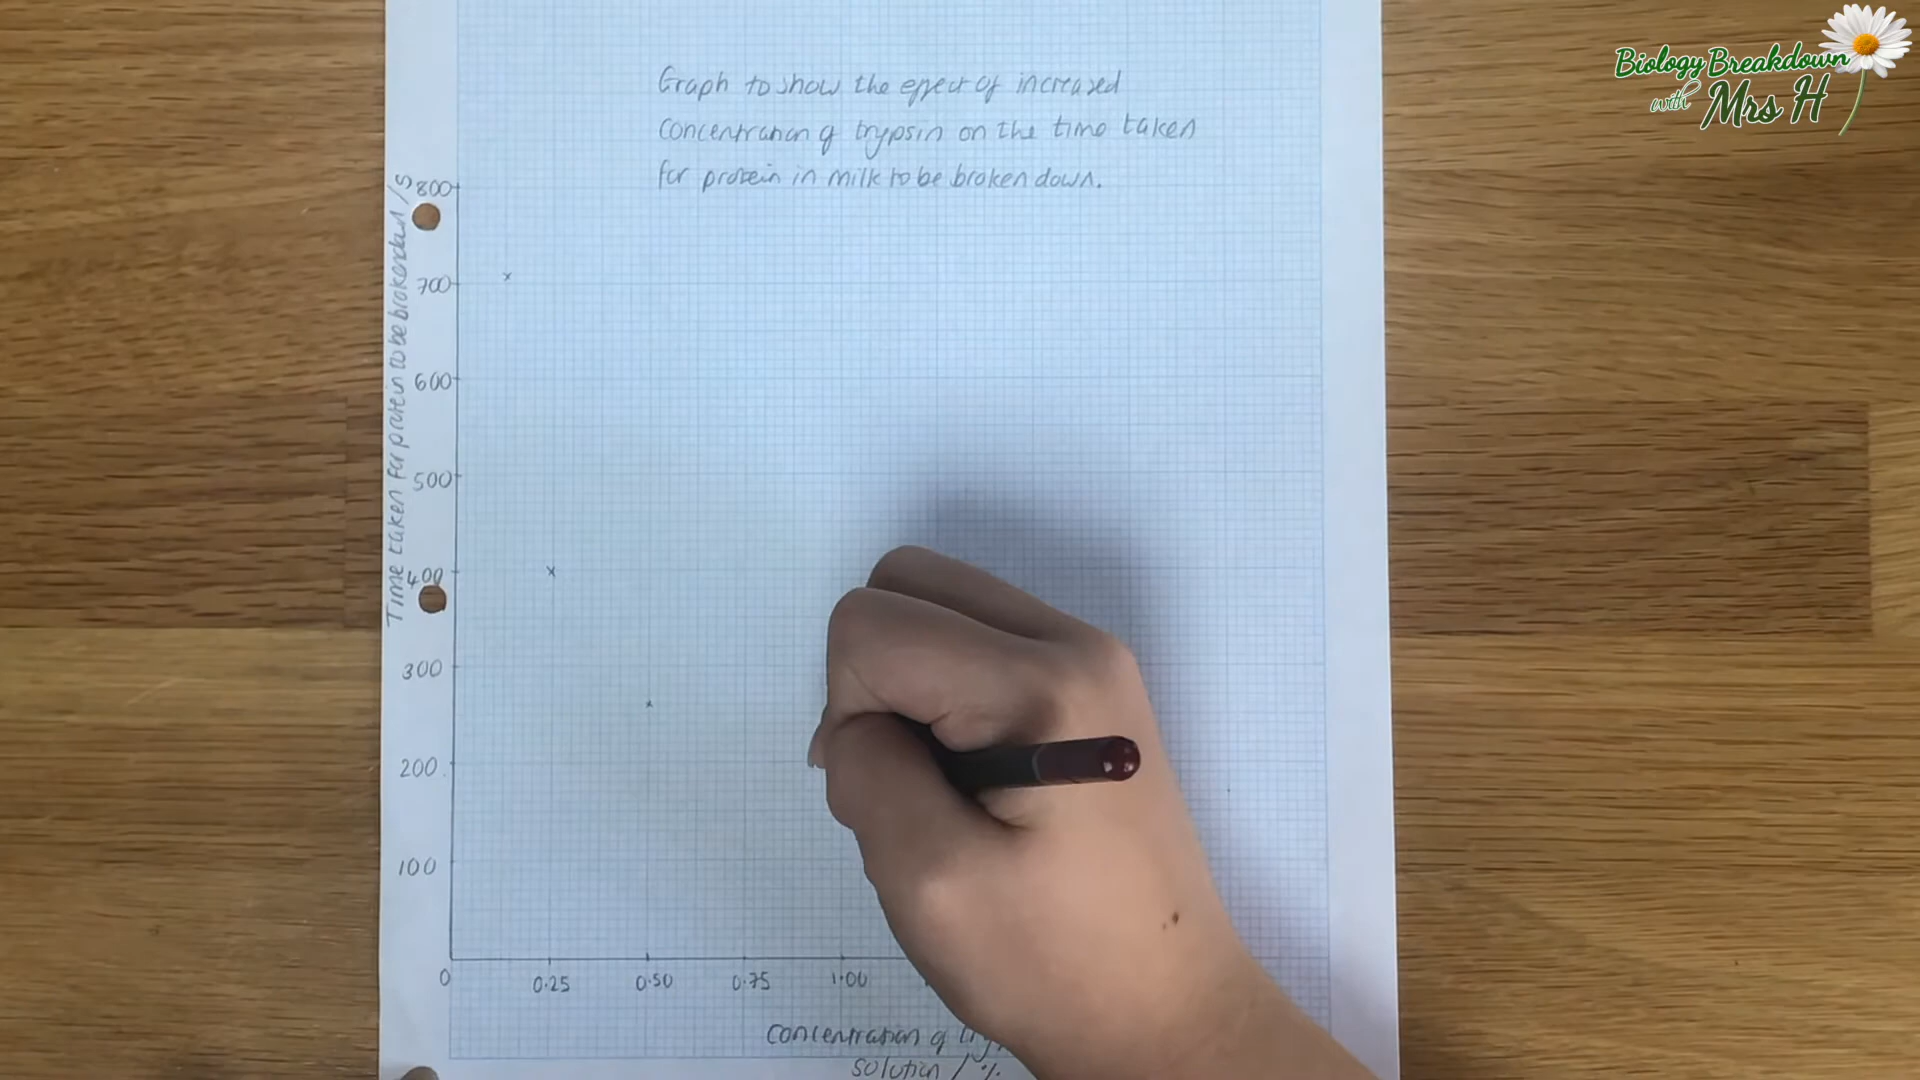 Biology Breakdown
with Mrs H
Graph to show the effect of increased
concentration of trypsin on the time taken
for protein in milk to be broken down.
Time taken for protein to be broken down / s
800
700
600
500
400
300
200
100
0
0.25
0.50
0.75
1.00
concentration of
solution / %